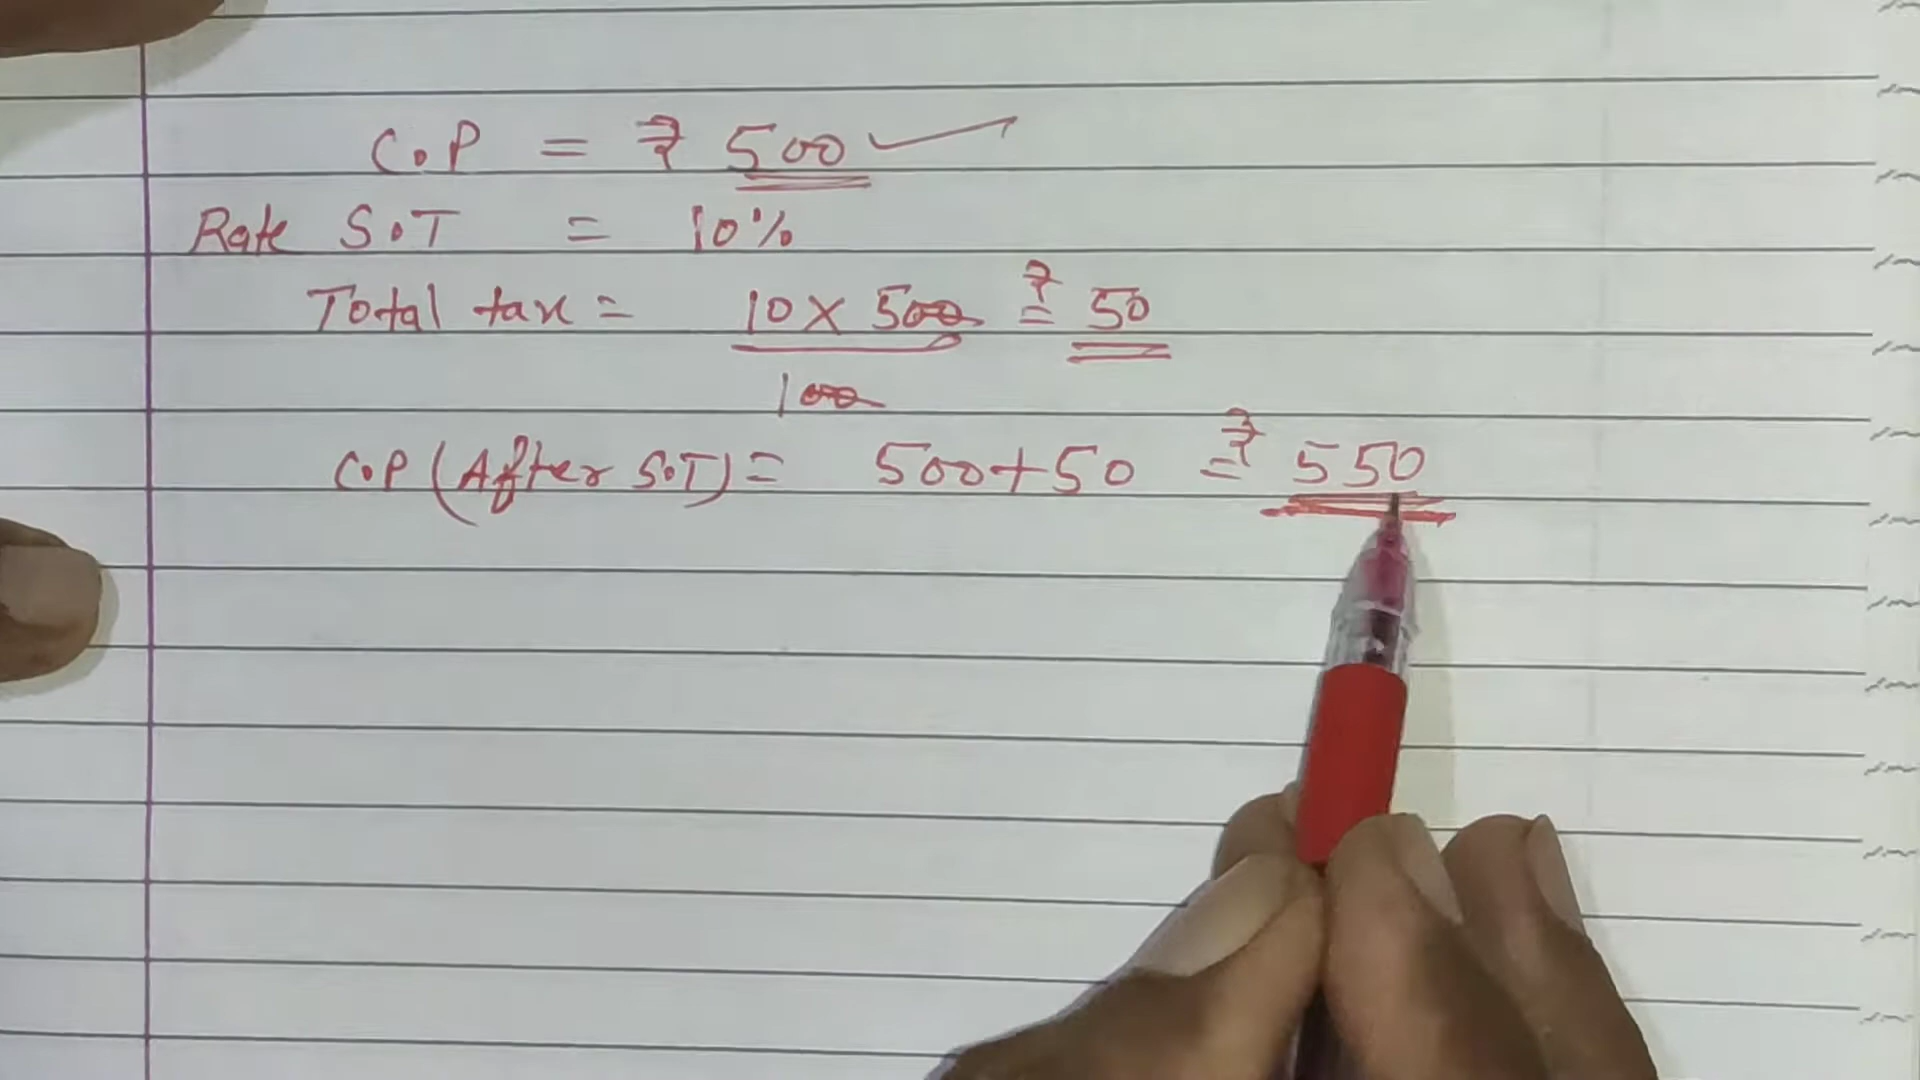 C.P = ₹ 500
Rate S.T = 10%
Total tax = 10 × 500 = ₹ 50
100
C.P (After S.T) = 500 + 50 = ₹ 550